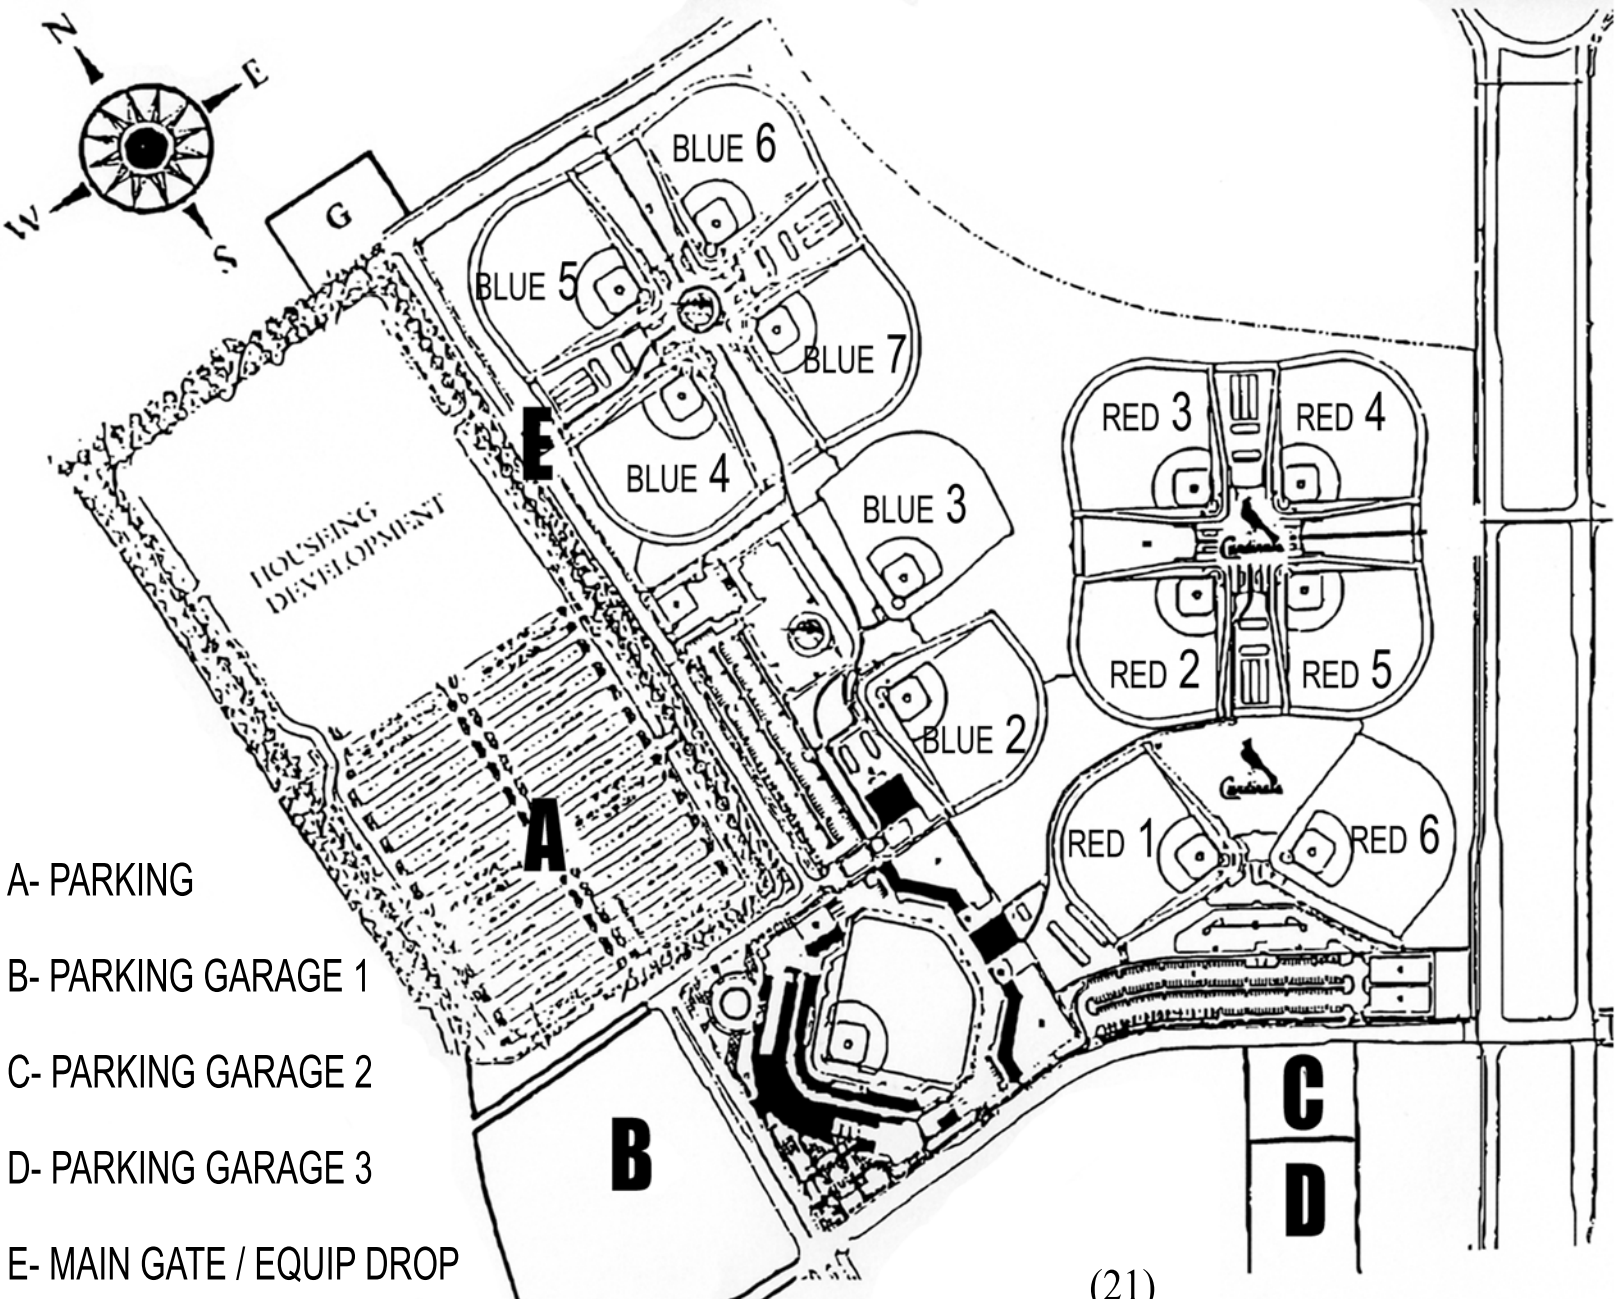 N
E
W
S
G
BLUE 6
BLUE 5
BLUE 7
E
BLUE 4
BLUE 3
RED 3
RED 4
HOUSEING
DEVELOPMENT
Cardinals
RED 2
RED 5
BLUE 2
Cardinals
A
RED 1
RED 6
A- PARKING
B- PARKING GARAGE 1
C- PARKING GARAGE 2
D- PARKING GARAGE 3
E- MAIN GATE / EQUIP DROP
B
C
D
(21)